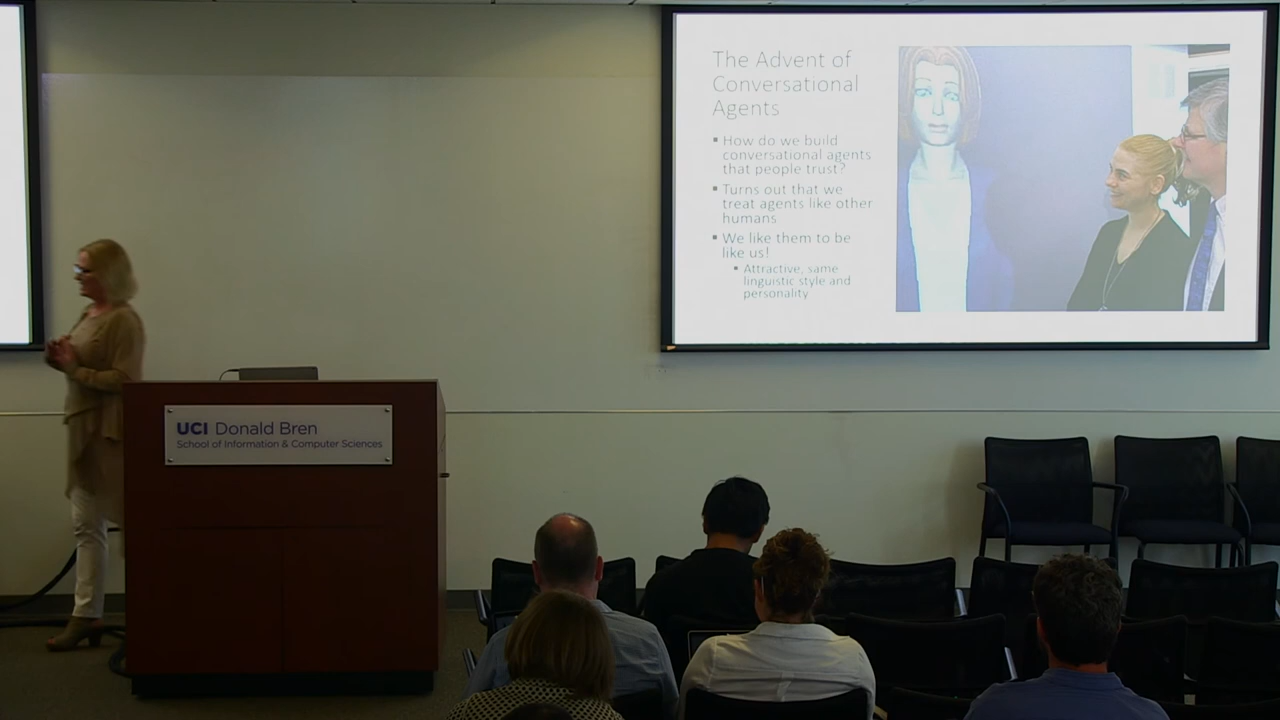 The Advent of
Conversational
Agents
How do we build
conversational agents
that people trust?
Turns out that we
treat agents like other
humans
We like them to be
like us!
Attractive, same
linguistic style and
personality
UCI Donald Bren
School of Information & Computer Sciences